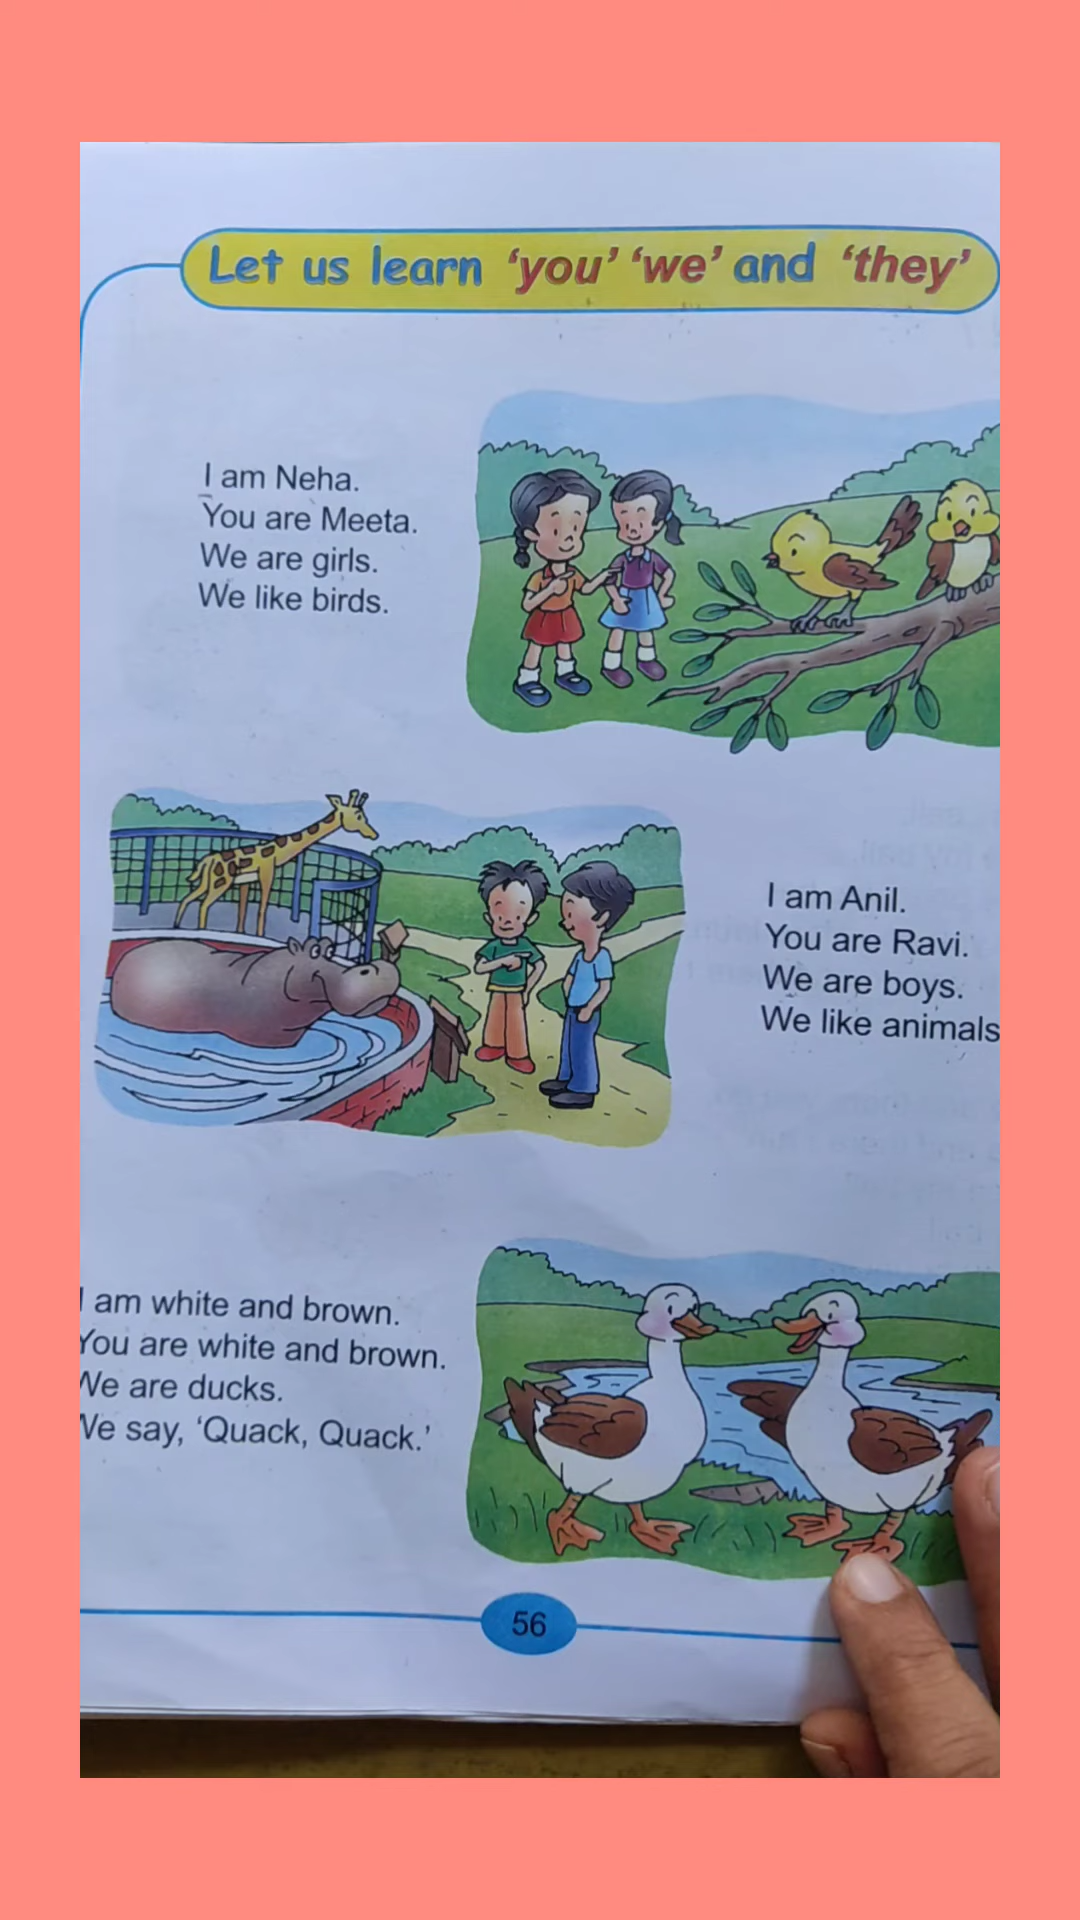 Let us learn 'you' 'we' and 'they'
I am Neha.
You are Meeta.
We are girls.
We like birds.
I am Anil.
You are Ravi.
We are boys.
We like animals
I am white and brown.
You are white and brown.
We are ducks.
We say, 'Quack, Quack.'
56